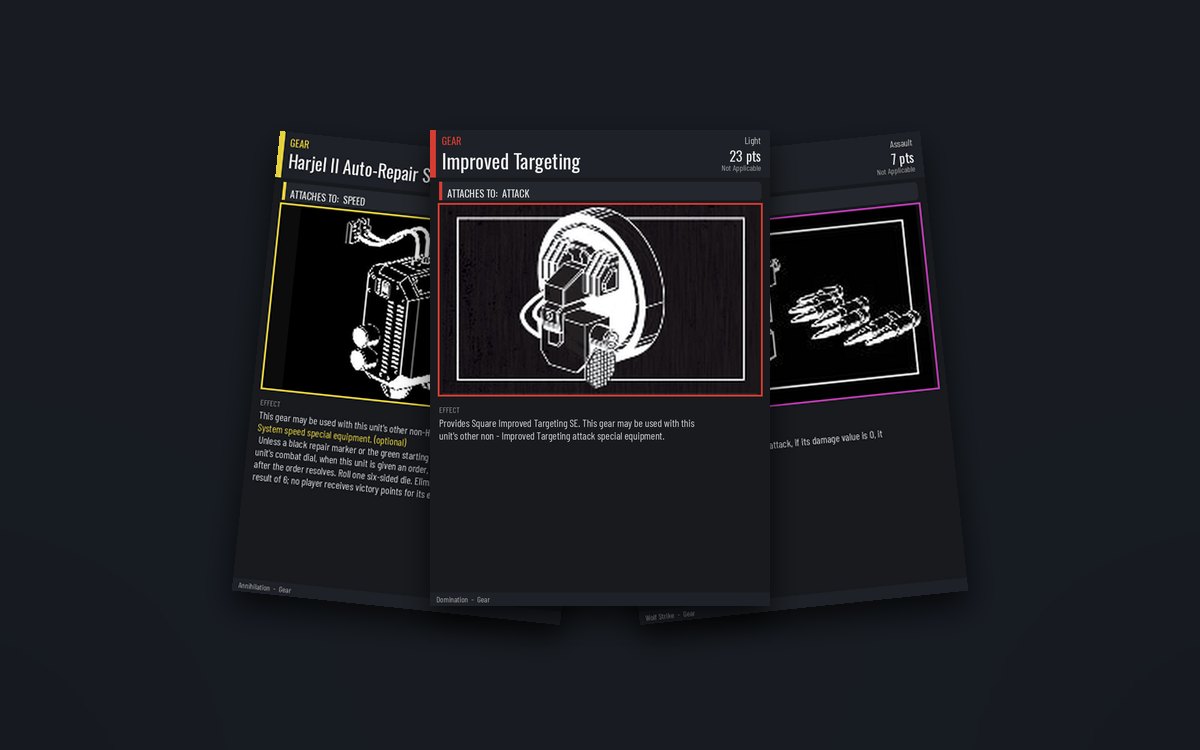 GEAR
Harjel II Auto-Repair S
ATTACHES TO: SPEED
EFFECT
This gear may be used with this unit's other non-H
System speed special equipment. (optional)
Unless a black repair marker or the green starting
unit's combat dial, when this unit is given an order,
after the order resolves. Roll one six-sided die. Elim
result of 6; no player receives victory points for its e
Annihilation - Gear
GEAR
Improved Targeting
Light
23 pts
Not Applicable
ATTACHES TO: ATTACK
EFFECT
Provides Square Improved Targeting SE. This gear may be used with this
unit's other non - Improved Targeting attack special equipment.
Domination - Gear
Assault
7 pts
Not Applicable
attack, if its damage value is 0, it
Wolf Strike - Gear